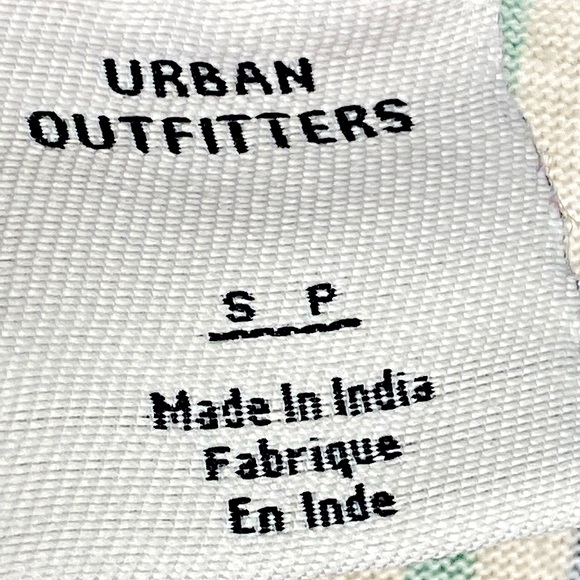 URBAN
OUTFITTERS
S P
Made In India
Fabrique
En Inde